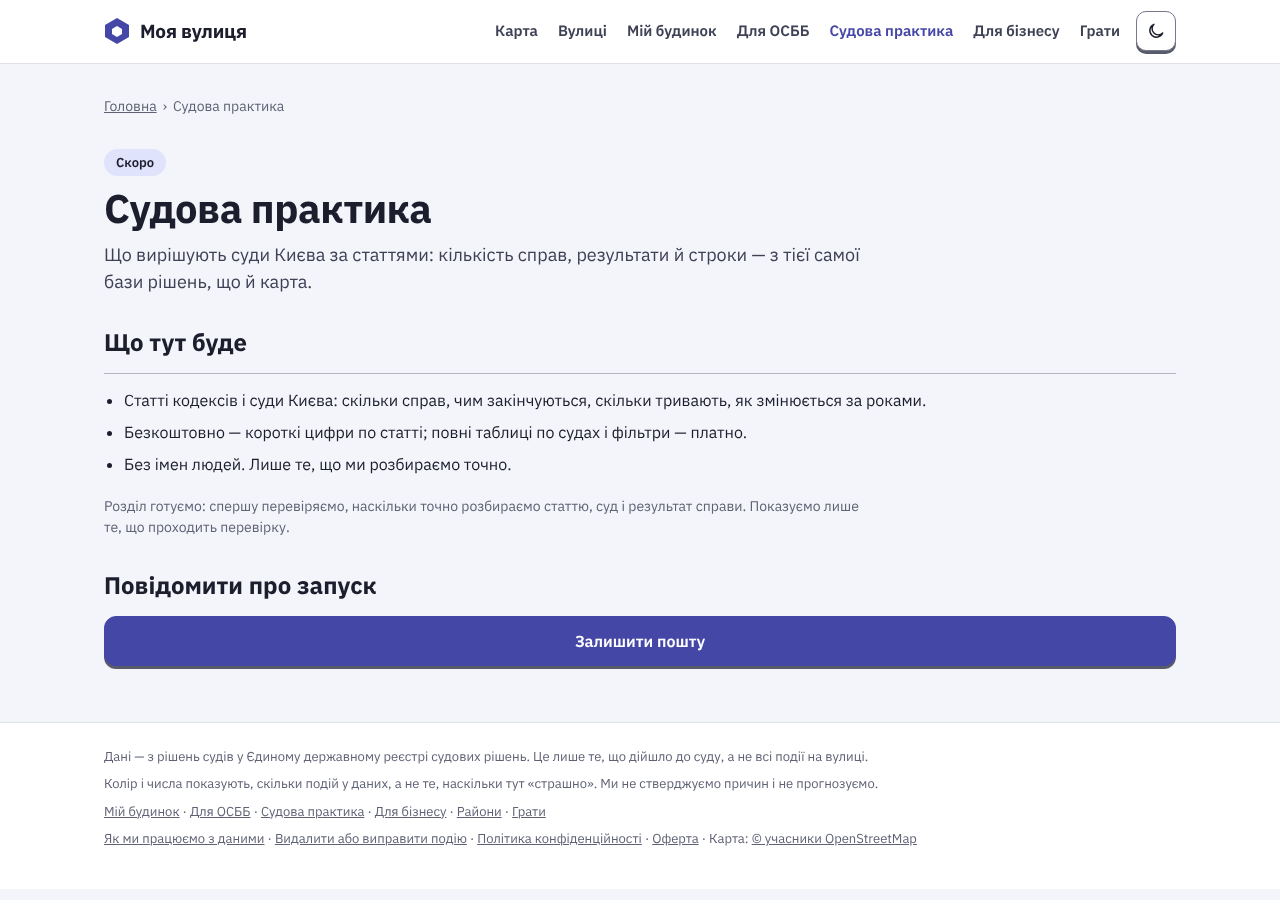 Моя вулиця
Карта
Вулиці
Мій будинок
Для ОСББ
Судова практика
Для бізнесу
Грати
Головна › Судова практика
Скоро
Судова практика
Що вирішують суди Києва за статтями: кількість справ, результати й строки — з тієї самої
бази рішень, що й карта.
Що тут буде
• Статті кодексів і суди Києва: скільки справ, чим закінчуються, скільки тривають, як змінюється за роками.
• Безкоштовно — короткі цифри по статті; повні таблиці по судах і фільтри — платно.
• Без імен людей. Лише те, що ми розбираємо точно.
Розділ готуємо: спершу перевіряємо, наскільки точно розбираємо статтю, суд і результат справи. Показуємо лише
те, що проходить перевірку.
Повідомити про запуск
Залишити пошту
Дані — з рішень судів у Єдиному державному реєстрі судових рішень. Це лише те, що дійшло до суду, а не всі події на вулиці.
Колір і числа показують, скільки подій у даних, а не те, наскільки тут «страшно». Ми не стверджуємо причин і не прогнозуємо.
Мій будинок · Для ОСББ · Судова практика · Для бізнесу · Райони · Грати
Як ми працюємо з даними · Видалити або виправити подію · Політика конфіденційності · Оферта · Карта: © учасники OpenStreetMap